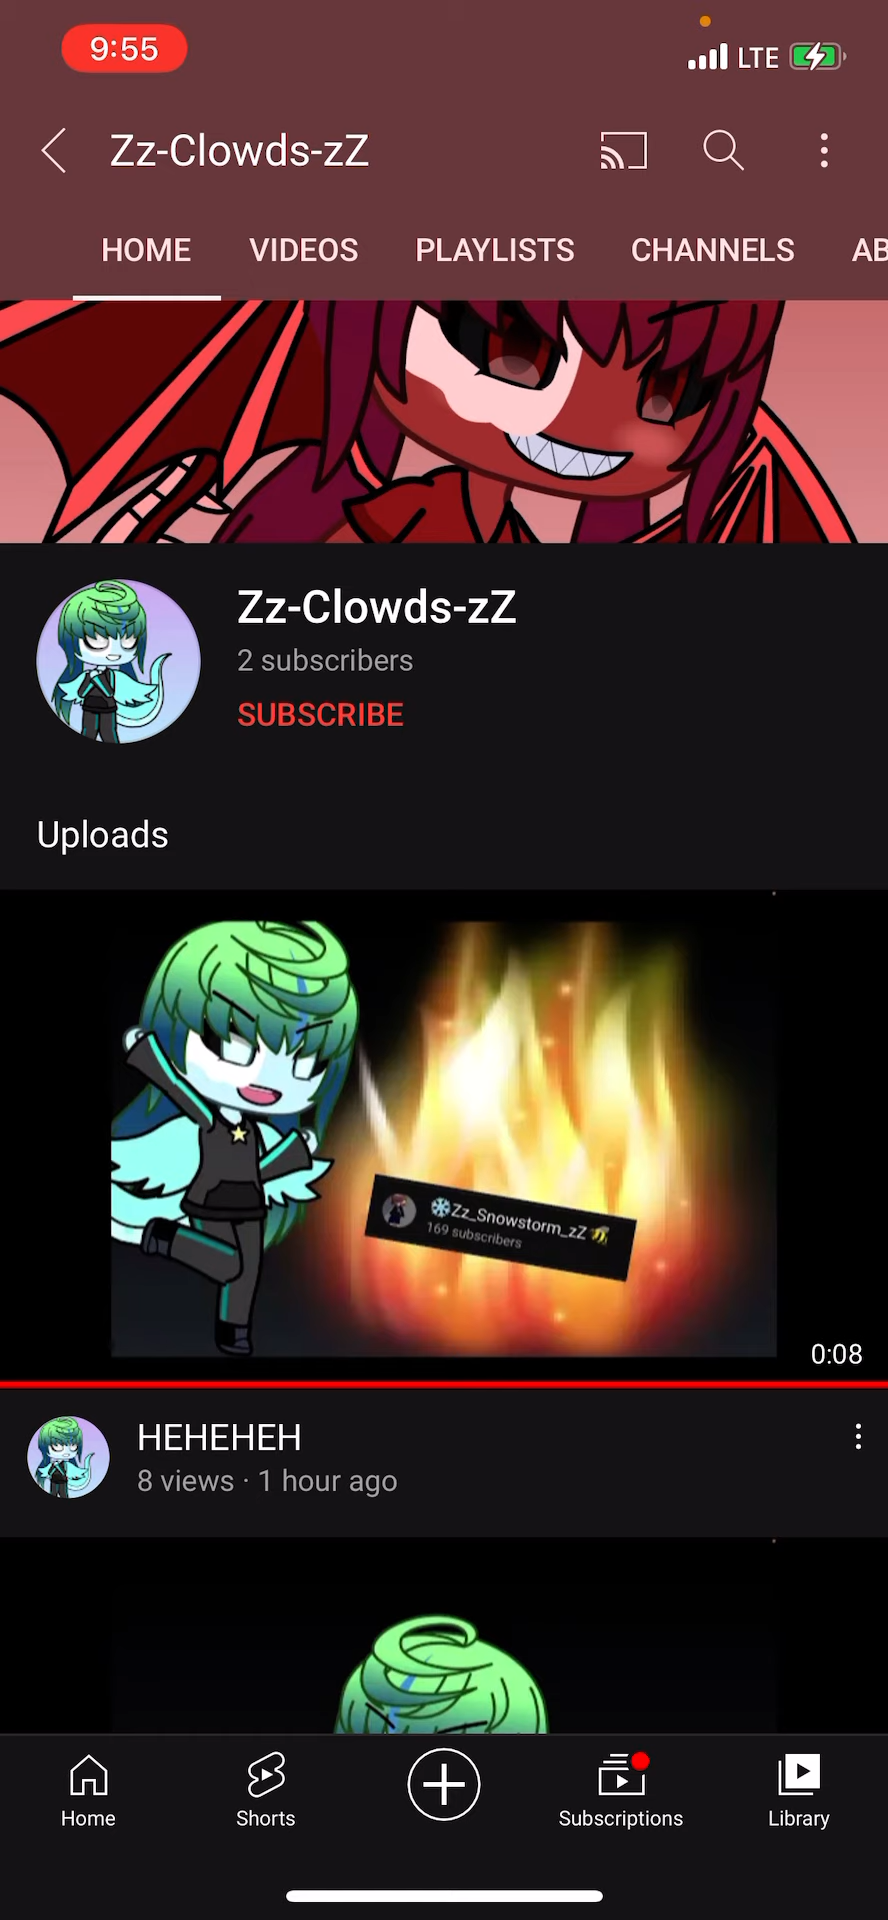 9:55
LTE
Zz-Clowds-zZ
HOME VIDEOS PLAYLISTS CHANNELS AB
Zz-Clowds-zZ
2 subscribers
SUBSCRIBE
Uploads
❄Zz_Snowstorm_zZ🐝
169 subscribers
0:08
HEHEHEH
8 views · 1 hour ago
Home Shorts Subscriptions Library